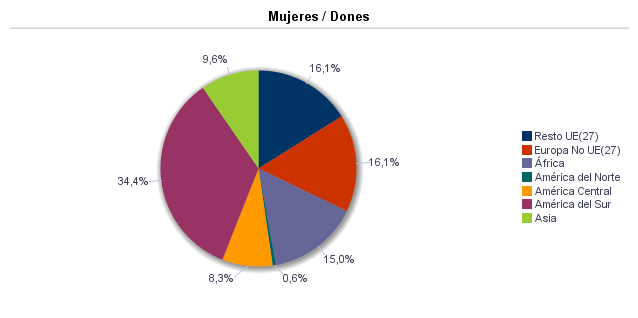 Mujeres / Dones
9,6%
16,1%
16,1%
34,4%
15,0%
8,3%
0,6%
Resto UE(27)
Europa No UE(27)
África
América del Norte
América Central
América del Sur
Asia